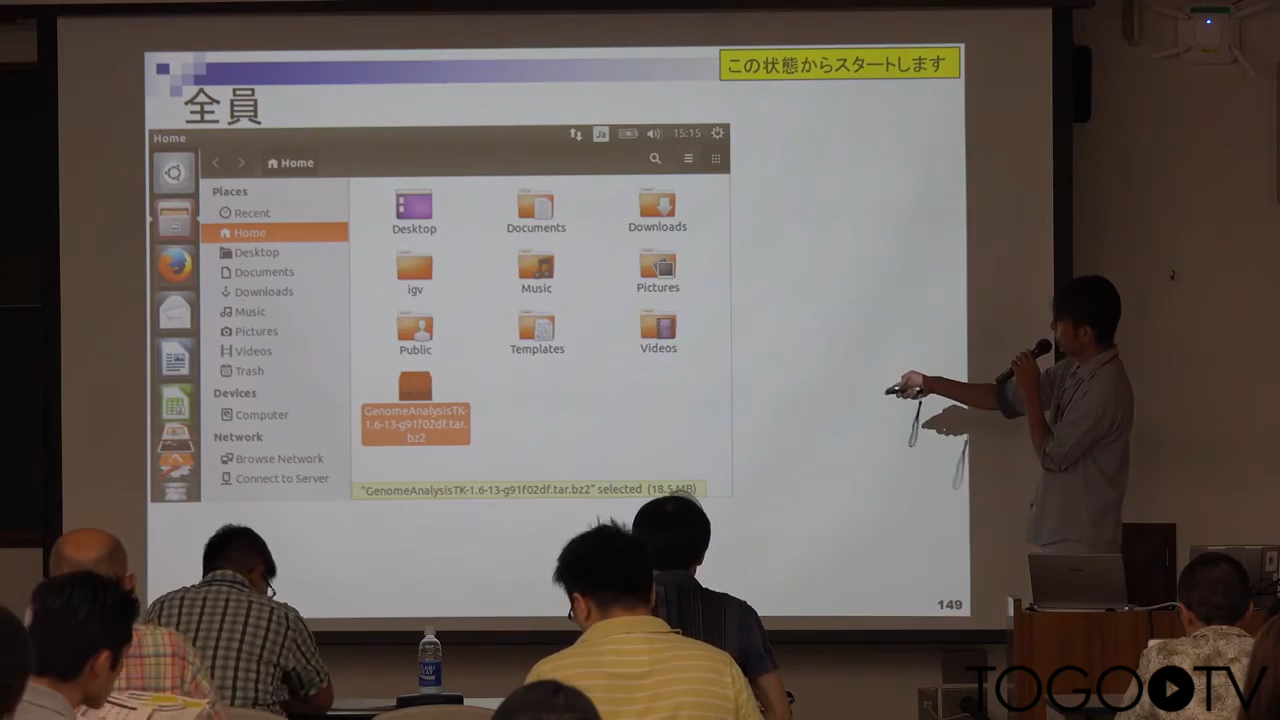 この状態からスタートします
全員
Home
Ja
15:15
Home
Places
Recent
Home
Desktop
Documents
Downloads
Music
Pictures
Videos
Trash
Devices
Computer
Network
Browse Network
Connect to Server
Desktop
Documents
Downloads
igv
Music
Pictures
Public
Templates
Videos
GenomeAnalysisTK-
1.6-13-g91f02df.tar.
bz2
"GenomeAnalysisTK-1.6-13-g91f02df.tar.bz2" selected (18.5 MB)
149
TOGOTV